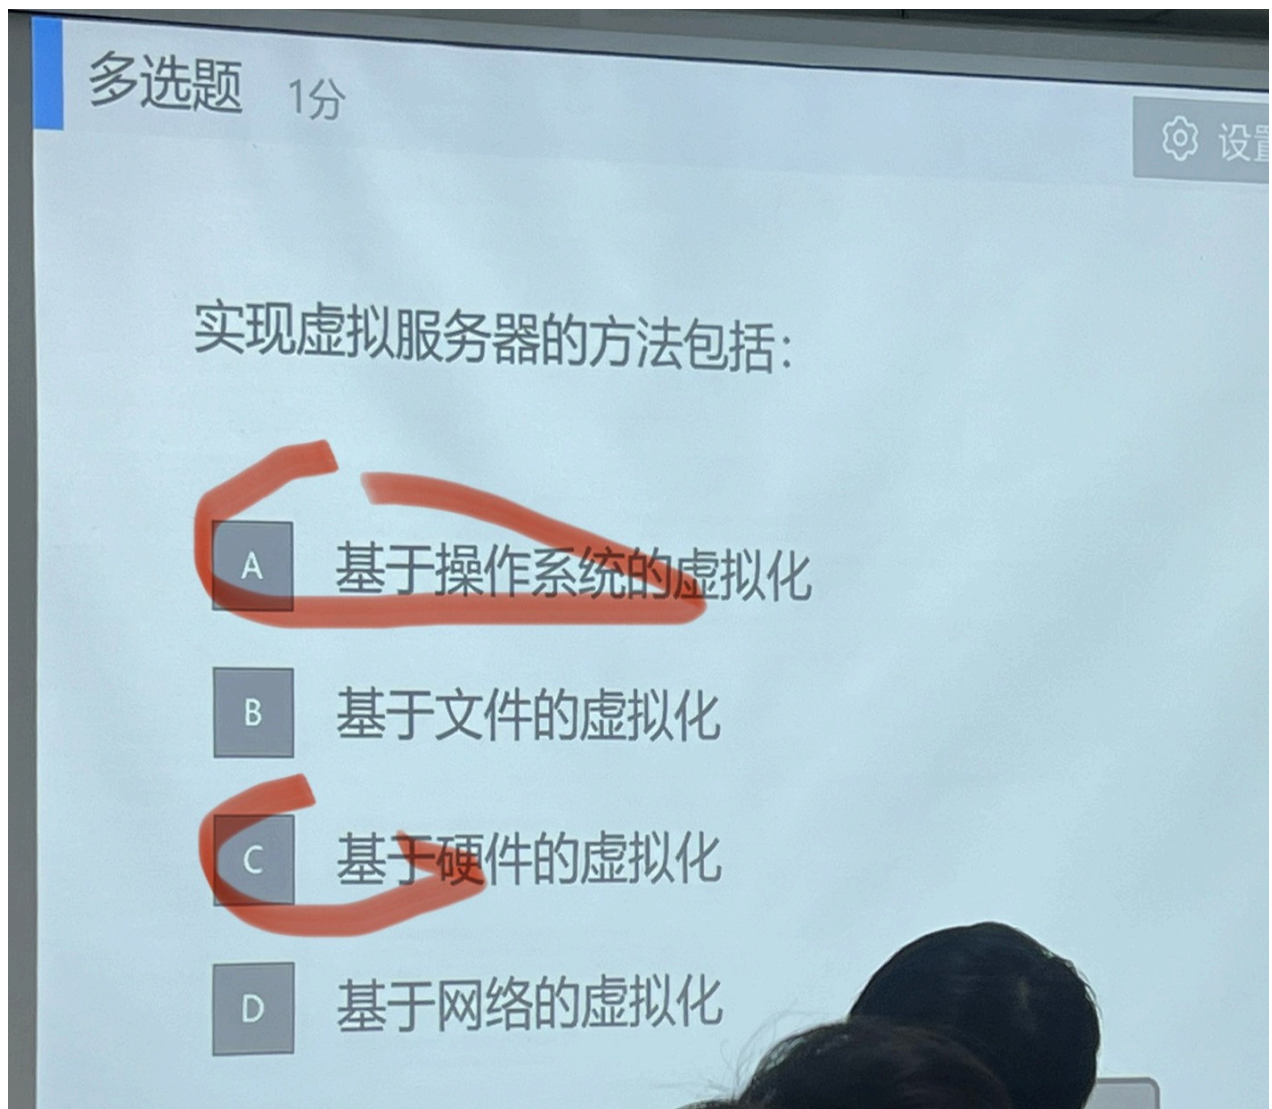 多选题 1分
设置
实现虚拟服务器的方法包括：
A 基于操作系统的虚拟化
B 基于文件的虚拟化
C 基于硬件的虚拟化
D 基于网络的虚拟化